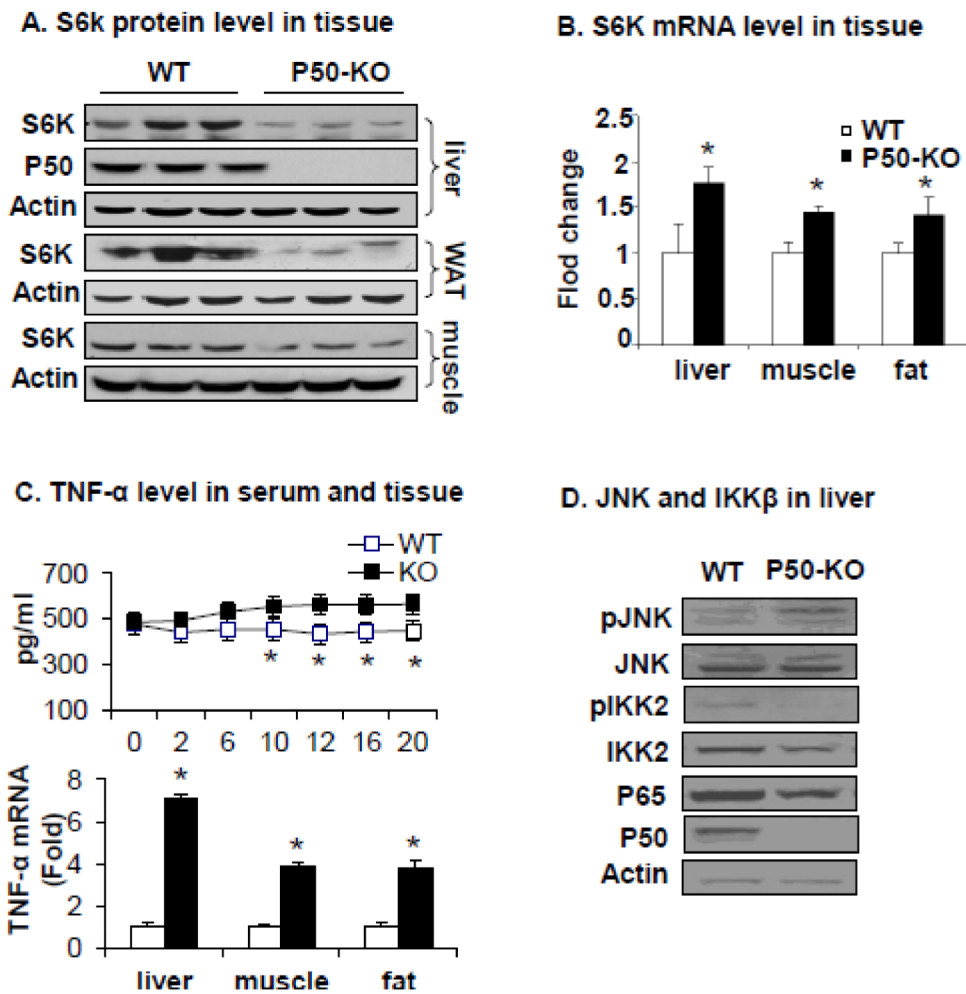 A. S6k protein level in tissue
WT P50-KO
S6K
P50
Actin
liver
S6K
Actin
WAT
S6K
Actin
muscle
B. S6K mRNA level in tissue
Flod change
2.5
2
1.5
1
0.5
0
WT
P50-KO
* * *
liver muscle fat
C. TNF-α level in serum and tissue
WT
KO
pg/ml
700
500
300
100
* * * *
0 2 6 10 12 16 20
TNF-α mRNA
(Fold)
8
6
4
2
0
* * *
liver muscle fat
D. JNK and IKKβ in liver
WT P50-KO
pJNK
JNK
pIKK2
IKK2
P65
P50
Actin